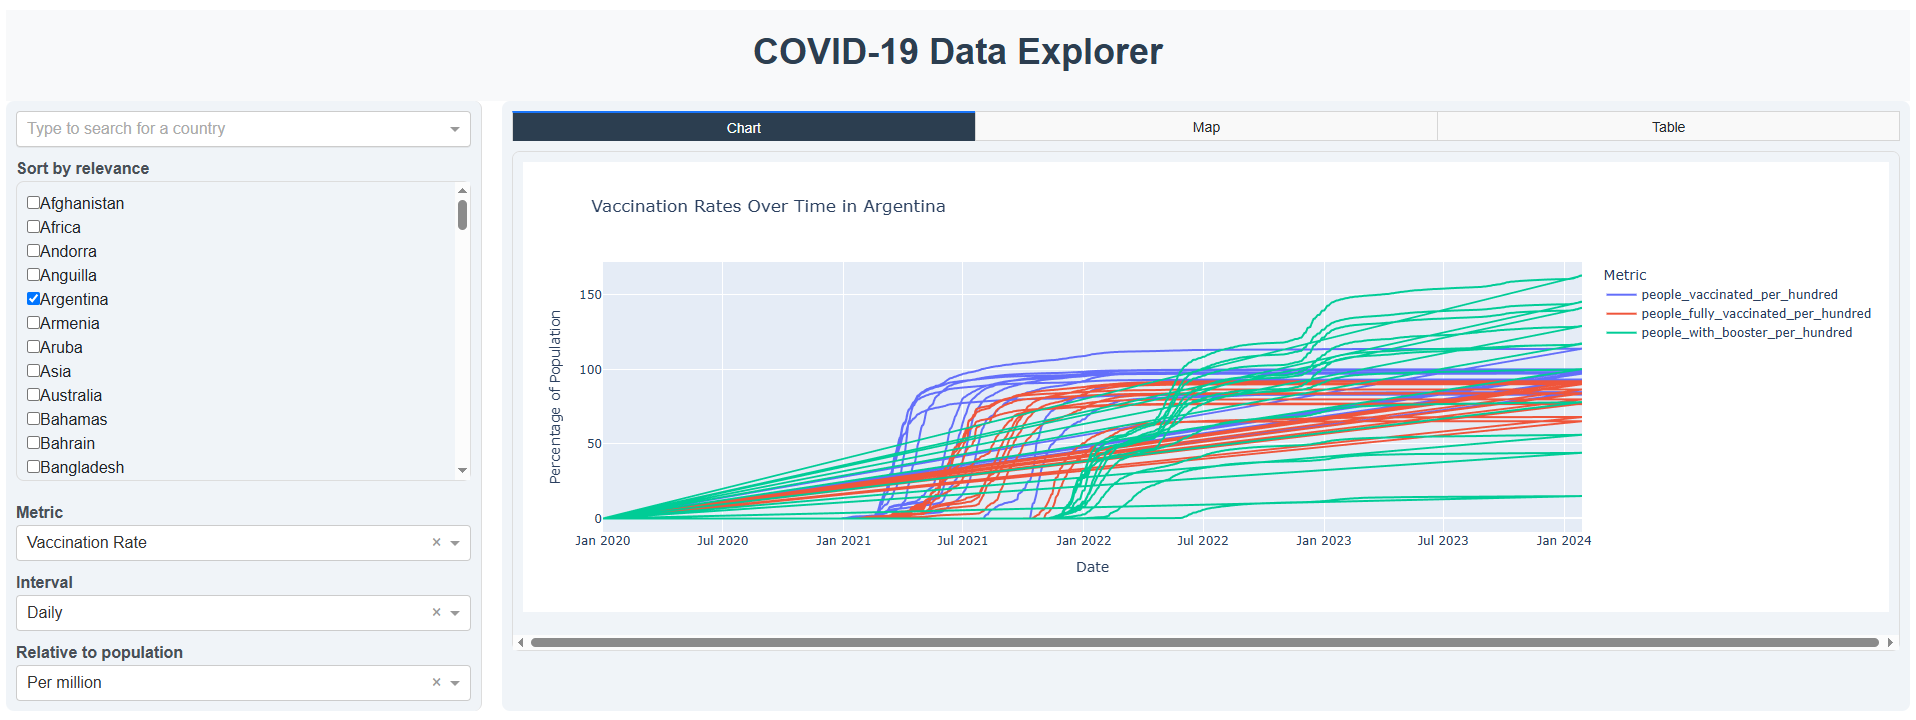 COVID-19 Data Explorer
Type to search for a country
Sort by relevance
Afghanistan
Africa
Andorra
Anguilla
Argentina
Armenia
Aruba
Asia
Australia
Bahamas
Bahrain
Bangladesh
Metric
Vaccination Rate
Interval
Daily
Relative to population
Per million
Chart
Map
Table
Vaccination Rates Over Time in Argentina
Percentage of Population
150
100
50
0
Jan 2020
Jul 2020
Jan 2021
Jul 2021
Jan 2022
Jul 2022
Jan 2023
Jul 2023
Jan 2024
Date
Metric
people_vaccinated_per_hundred
people_fully_vaccinated_per_hundred
people_with_booster_per_hundred